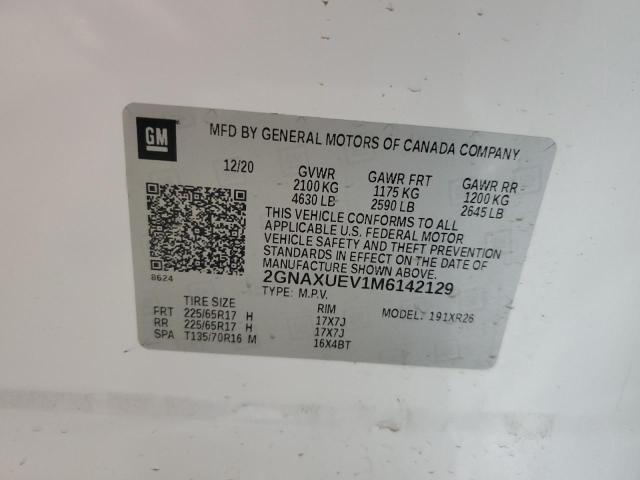 GM
MFD BY GENERAL MOTORS OF CANADA COMPANY
12/20 GVWR GAWR FRT GAWR RR
2100 KG 1175 KG 1200 KG
4630 LB 2590 LB 2645 LB
THIS VEHICLE CONFORMS TO ALL
APPLICABLE U.S. FEDERAL MOTOR
VEHICLE SAFETY AND THEFT PREVENTION
STANDARDS IN EFFECT ON THE DATE OF
MANUFACTURE SHOWN ABOVE.
8624
2GNAXUEV1M6142129
TYPE: M.P.V.
TIRE SIZE RIM MODEL: 191XR26
FRT 225/65R17 H 17X7J
RR 225/65R17 H 17X7J
SPA T135/70R16 M 16X4BT